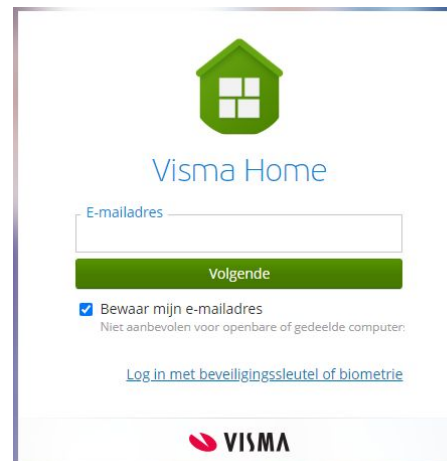 Visma Home
E-mailadres
Volgende
Bewaar mijn e-mailadres
Niet aanbevolen voor openbare of gedeelde computer
Log in met beveiligingssleutel of biometrie
VISMA